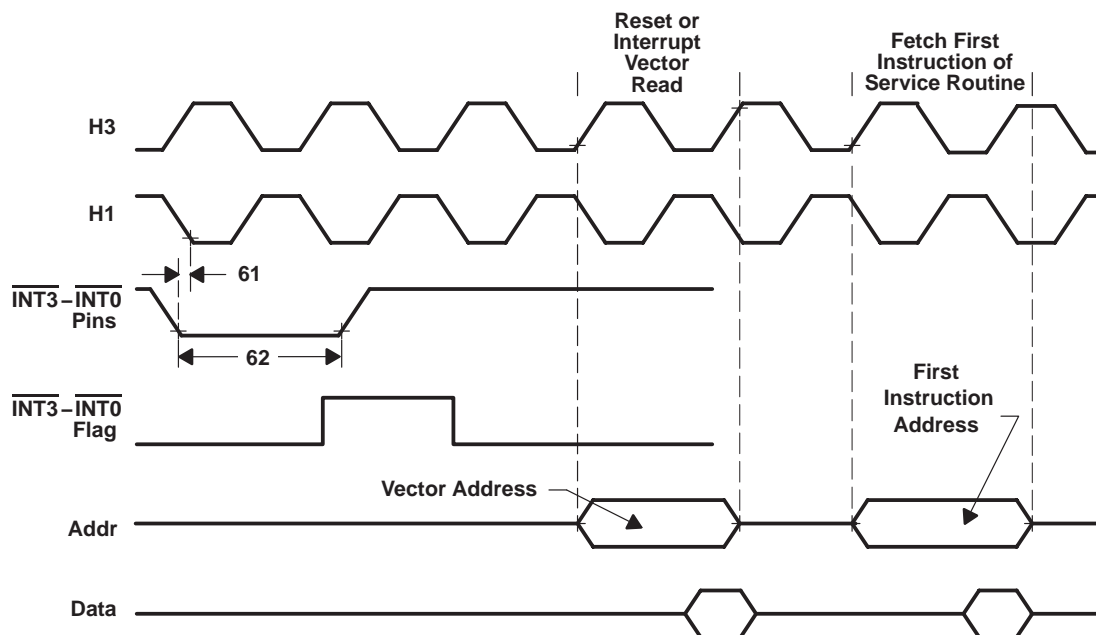 Reset or
Interrupt
Vector
Read
Fetch First
Instruction of
Service Routine
H3
H1
61
INT3–INT0
Pins
62
INT3–INT0
Flag
First
Instruction
Address
Vector Address
Addr
Data